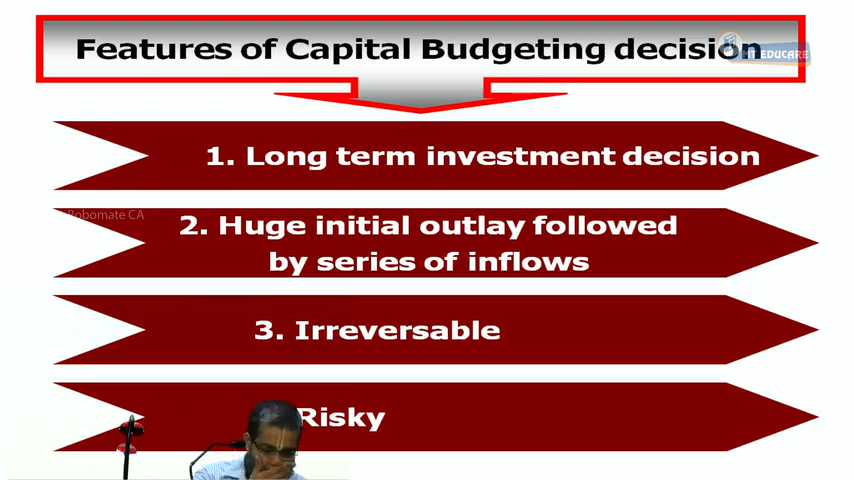 Features of Capital Budgeting decision
MT EDUCARE
1. Long term investment decision
Robomate CA
2. Huge initial outlay followed
by series of inflows
3. Irreversable
Risky